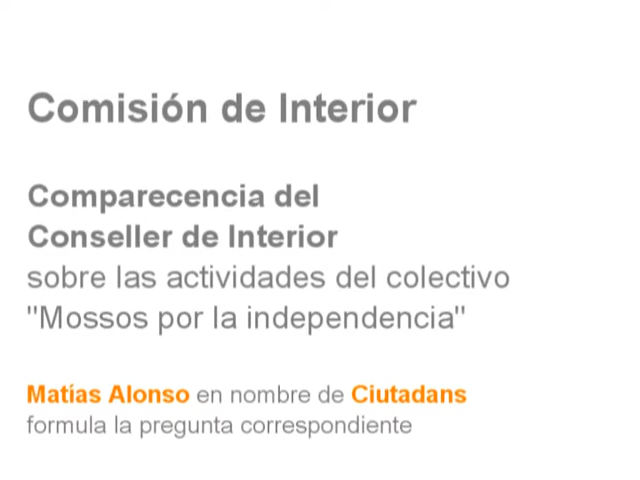 Comisión de Interior
Comparecencia del
Conseller de Interior
sobre las actividades del colectivo
"Mossos por la independencia"
Matías Alonso en nombre de Ciutadans
formula la pregunta correspondiente